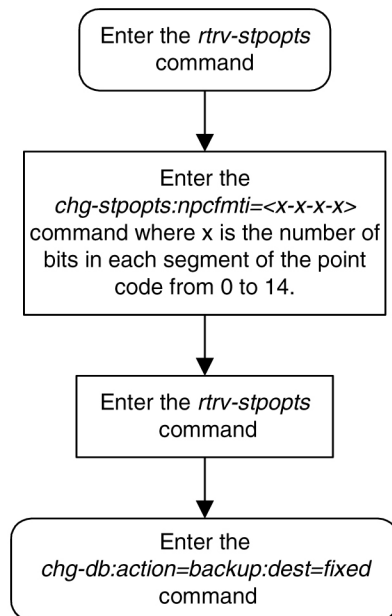 Enter the rtrv-stpopts
command
Enter the
chg-stpopts:npcfmti=<x-x-x-x>
command where x is the number of
bits in each segment of the point
code from 0 to 14.
Enter the rtrv-stpopts
command
Enter the
chg-db:action=backup:dest=fixed
command